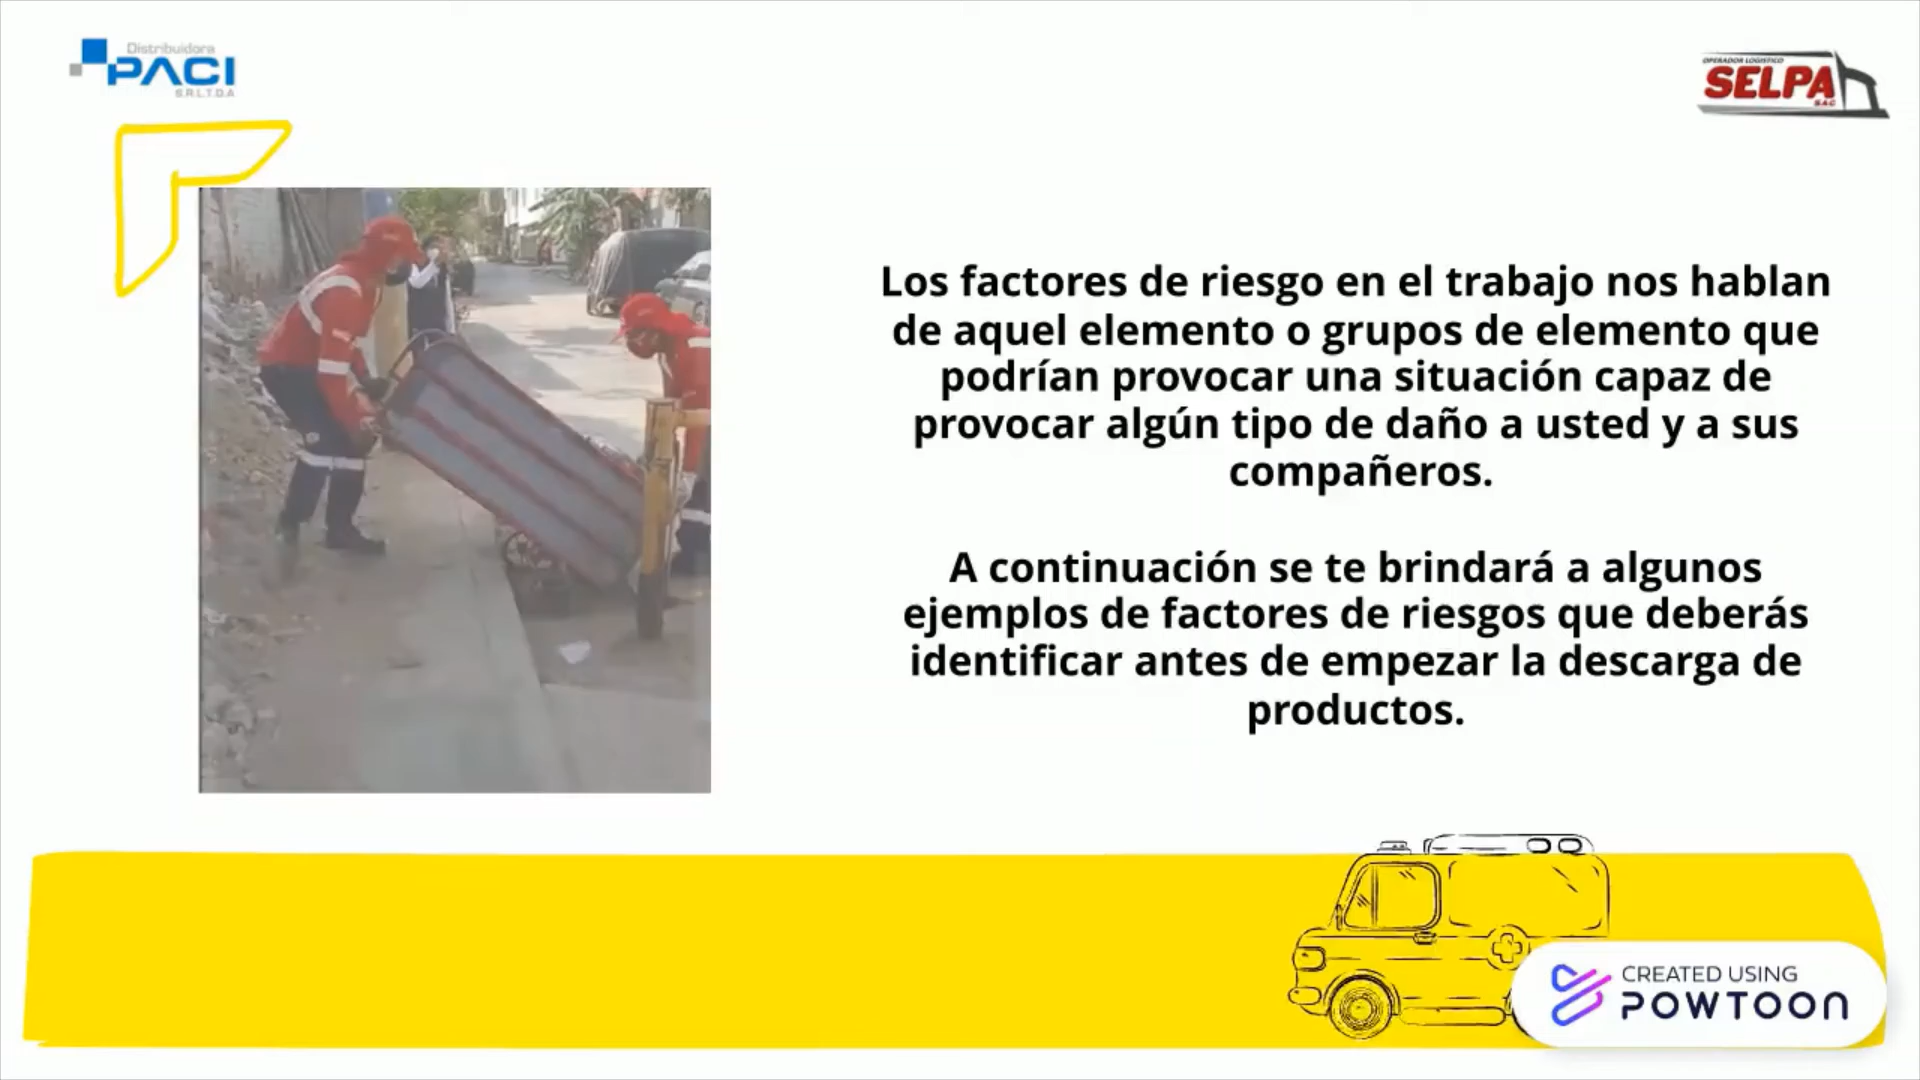 Distribuidora
PACI
S.R.L.T.D.A
OPERADOR LOGISTICO
SELPA
S.A.C
Los factores de riesgo en el trabajo nos hablan
de aquel elemento o grupos de elemento que
podrían provocar una situación capaz de
provocar algún tipo de daño a usted y a sus
compañeros.
A continuación se te brindará a algunos
ejemplos de factores de riesgos que deberás
identificar antes de empezar la descarga de
productos.
CREATED USING
POWTOON